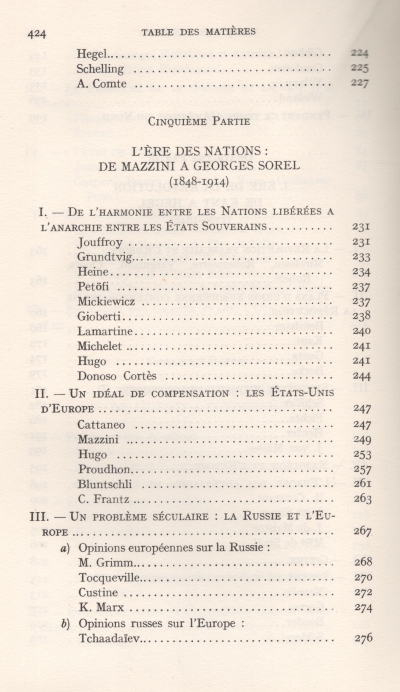 424 TABLE DES MATIÈRES
Hegel... 224
Schelling ... 225
A. Comte ... 227
CINQUIÈME PARTIE
L'ÈRE DES NATIONS :
DE MAZZINI A GEORGES SOREL
(1848-1914)
I. — DE L'HARMONIE ENTRE LES NATIONS LIBÉRÉES A
L'ANARCHIE ENTRE LES ÉTATS SOUVERAINS... 231
Jouffroy ... 231
Grundtvig... 233
Heine... 234
Petöfi ... 237
Mickiewicz ... 237
Gioberti... 238
Lamartine... 240
Michelet ... 241
Hugo ... 241
Donoso Cortès ... 244
II. — UN IDÉAL DE COMPENSATION : LES ÉTATS-UNIS
D'EUROPE ... 247
Cattaneo ... 247
Mazzini ... 249
Hugo ... 253
Proudhon... 257
Bluntschli ... 261
C. Frantz ... 263
III. — UN PROBLÈME SÉCULAIRE : LA RUSSIE ET L'EU-
ROPE ... 267
a) Opinions européennes sur la Russie :
M. Grimm... 268
Tocqueville... 270
Custine ... 272
K. Marx ... 274
b) Opinions russes sur l'Europe :
Tchaadaïev... 276